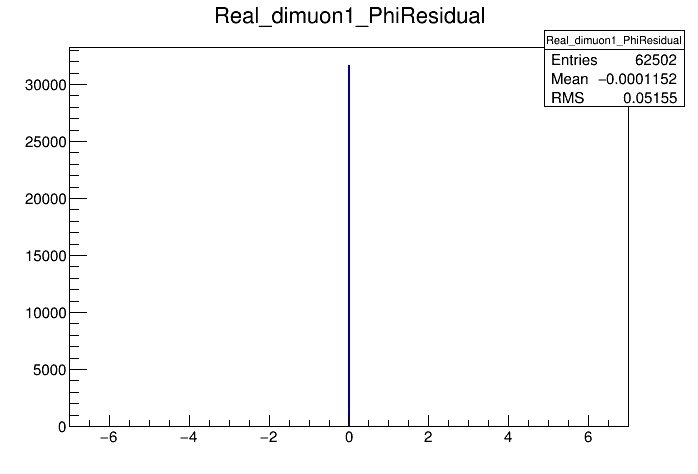 Real_dimuon1_PhiResidual
Real_dimuon1_PhiResidual
Entries 62502
Mean −0.0001152
RMS 0.05155
30000
25000
20000
15000
10000
5000
0
−6 −4 −2 0 2 4 6